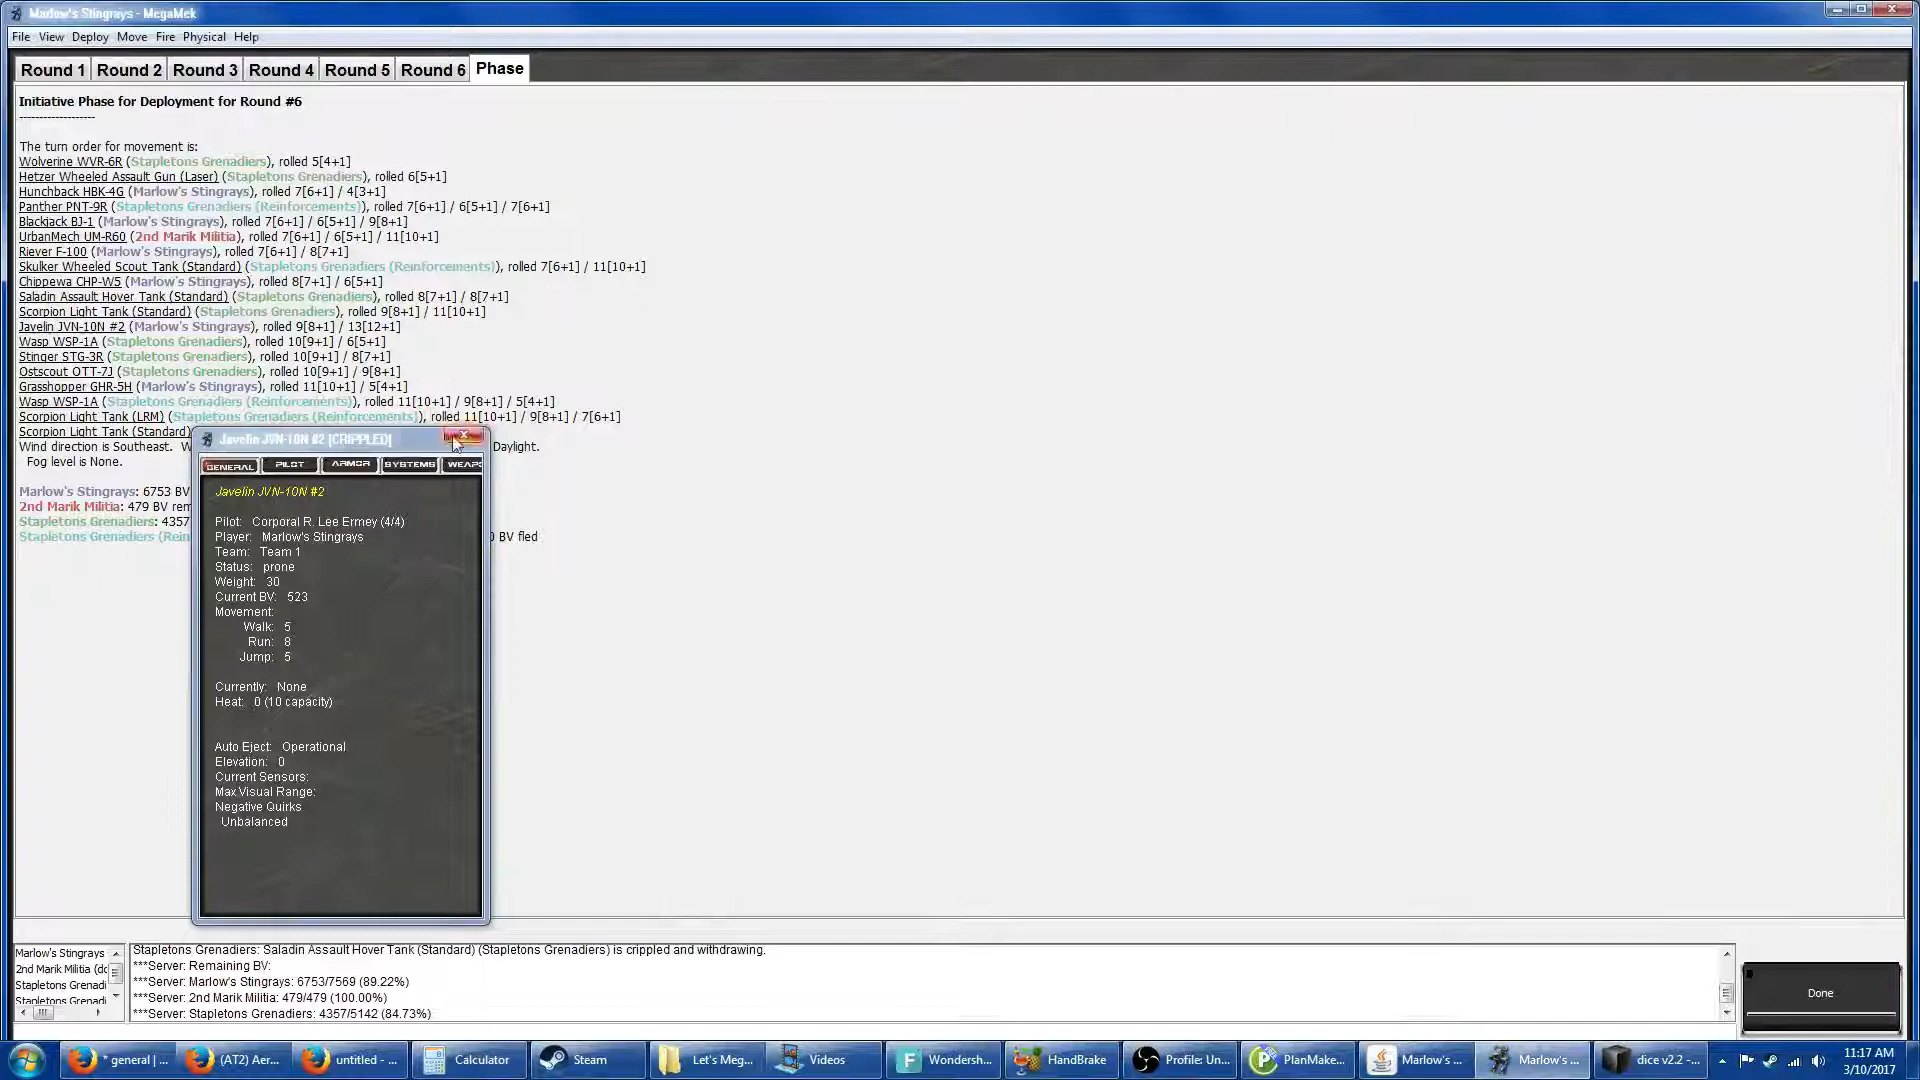 Marlow's Stingrays - MegaMek
File View Deploy Move Fire Physical Help
Round 1 Round 2 Round 3 Round 4 Round 5 Round 6 Phase
Initiative Phase for Deployment for Round #6
-------------------
The turn order for movement is:
Wolverine WVR-6R (Stapletons Grenadiers), rolled 5[4+1]
Hetzer Wheeled Assault Gun (Laser) (Stapletons Grenadiers), rolled 6[5+1]
Hunchback HBK-4G (Marlow's Stingrays), rolled 7[6+1] / 4[3+1]
Panther PNT-9R (Stapletons Grenadiers (Reinforcements)), rolled 7[6+1] / 6[5+1] / 7[6+1]
Blackjack BJ-1 (Marlow's Stingrays), rolled 7[6+1] / 6[5+1] / 9[8+1]
UrbanMech UM-R60 (2nd Marik Militia), rolled 7[6+1] / 6[5+1] / 11[10+1]
Riever F-100 (Marlow's Stingrays), rolled 7[6+1] / 8[7+1]
Skulker Wheeled Scout Tank (Standard) (Stapletons Grenadiers (Reinforcements)), rolled 7[6+1] / 11[10+1]
Chippewa CHP-W5 (Marlow's Stingrays), rolled 8[7+1] / 6[5+1]
Saladin Assault Hover Tank (Standard) (Stapletons Grenadiers), rolled 8[7+1] / 8[7+1]
Scorpion Light Tank (Standard) (Stapletons Grenadiers), rolled 9[8+1] / 11[10+1]
Javelin JVN-10N #2 (Marlow's Stingrays), rolled 9[8+1] / 13[12+1]
Wasp WSP-1A (Stapletons Grenadiers), rolled 10[9+1] / 6[5+1]
Stinger STG-3R (Stapletons Grenadiers), rolled 10[9+1] / 8[7+1]
Ostscout OTT-7J (Stapletons Grenadiers), rolled 10[9+1] / 9[8+1]
Grasshopper GHR-5H (Marlow's Stingrays), rolled 11[10+1] / 5[4+1]
Wasp WSP-1A (Stapletons Grenadiers (Reinforcements)), rolled 11[10+1] / 9[8+1] / 5[4+1]
Scorpion Light Tank (LRM) (Stapletons Grenadiers (Reinforcements)), rolled 11[10+1] / 9[8+1] / 7[6+1]
Scorpion Light Tank (Standard)
Wind direction is Southeast. W Daylight.
Fog level is None.
Marlow's Stingrays: 6753 BV
2nd Marik Militia: 479 BV rem
Stapletons Grenadiers: 4357
Stapletons Grenadiers (Rein 0 BV fled
Javelin JVN-10N #2 [CRIPPLED]
GENERAL PILOT ARMOR SYSTEMS WEAP
Javelin JVN-10N #2
Pilot: Corporal R. Lee Ermey (4/4)
Player: Marlow's Stingrays
Team: Team 1
Status: prone
Weight: 30
Current BV: 523
Movement:
Walk: 5
Run: 8
Jump: 5
Currently: None
Heat: 0 (10 capacity)
Auto Eject: Operational
Elevation: 0
Current Sensors:
Max Visual Range:
Negative Quirks
Unbalanced
Marlow's Stingrays
2nd Marik Militia (dc
Stapletons Grenadi
Stapletons Grenadi
Stapletons Grenadiers: Saladin Assault Hover Tank (Standard) (Stapletons Grenadiers) is crippled and withdrawing.
***Server: Remaining BV:
***Server: Marlow's Stingrays: 6753/7569 (89.22%)
***Server: 2nd Marik Militia: 479/479 (100.00%)
***Server: Stapletons Grenadiers: 4357/5142 (84.73%)
Done
* general | ... (AT2) Aer... untitled - ... Calculator Steam Let's Meg... Videos Wondersh... HandBrake Profile: Un... PlanMake... Marlow's ... Marlow's ... dice v2.2 -...
11:17 AM
3/10/2017